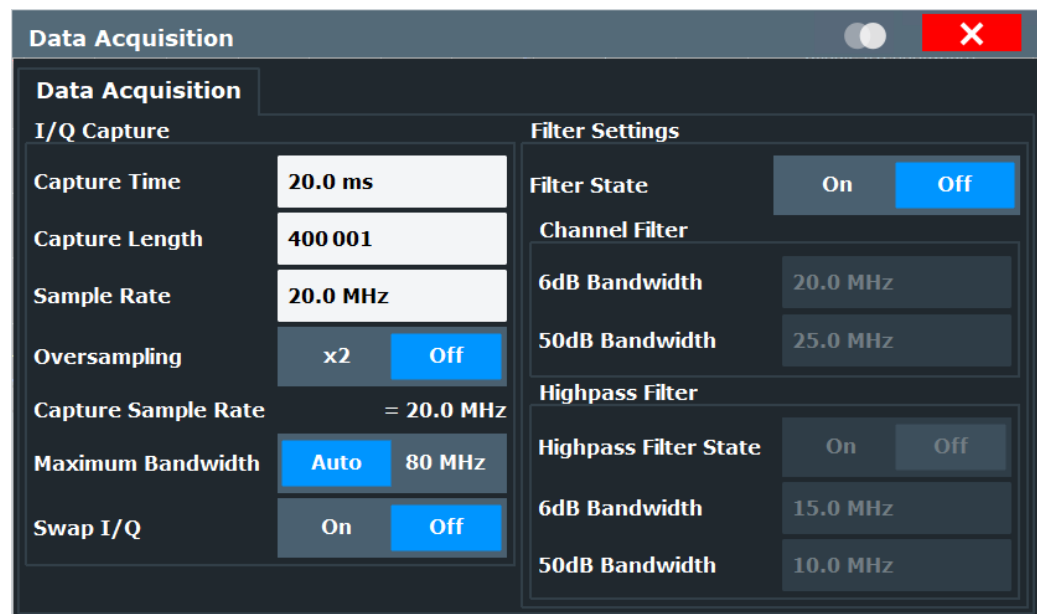 Data Acquisition
Data Acquisition
I/Q Capture
Capture Time 20.0 ms
Capture Length 400 001
Sample Rate 20.0 MHz
Oversampling x2 Off
Capture Sample Rate = 20.0 MHz
Maximum Bandwidth Auto 80 MHz
Swap I/Q On Off
Filter Settings
Filter State On Off
Channel Filter
6dB Bandwidth 20.0 MHz
50dB Bandwidth 25.0 MHz
Highpass Filter
Highpass Filter State On Off
6dB Bandwidth 15.0 MHz
50dB Bandwidth 10.0 MHz